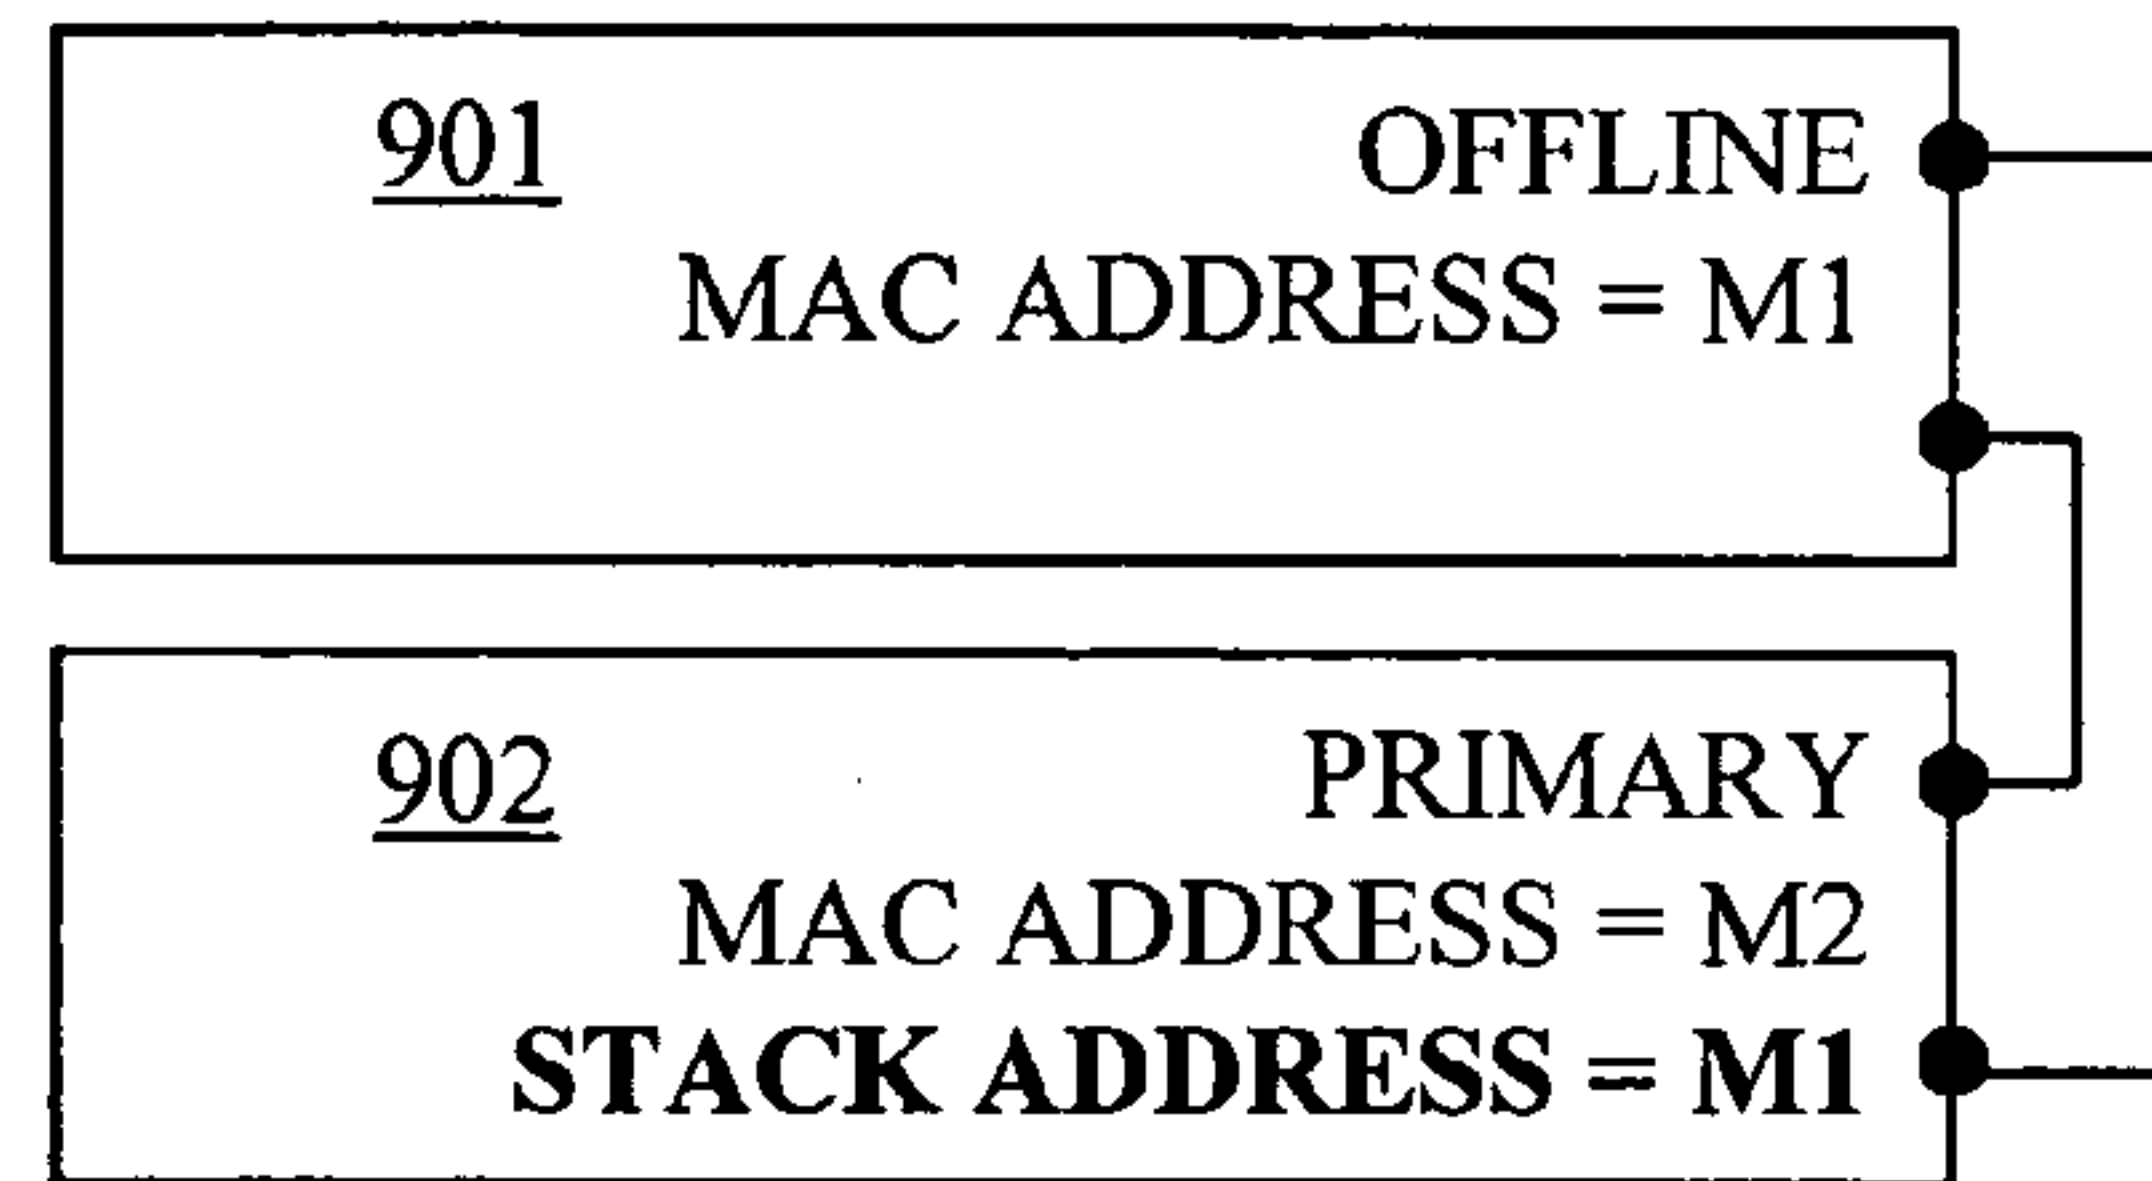 901 OFFLINE
MAC ADDRESS = M1
902 PRIMARY
MAC ADDRESS = M2
STACK ADDRESS = M1